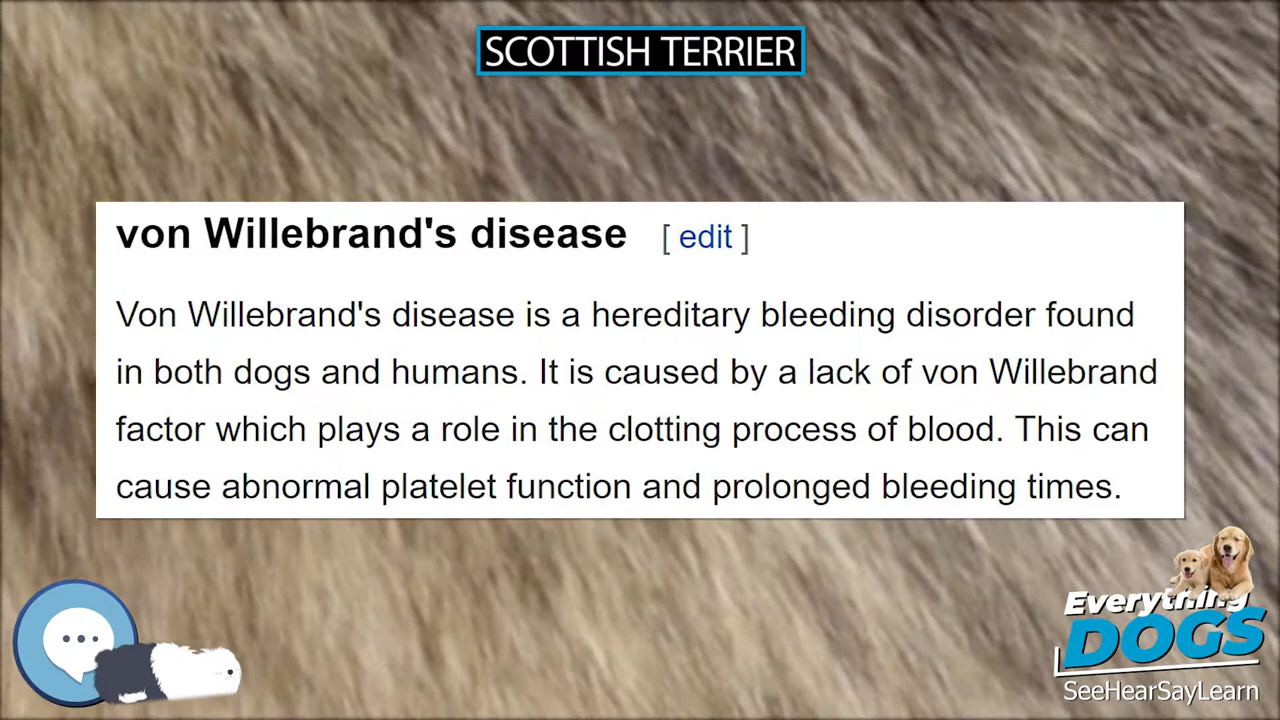 SCOTTISH TERRIER
von Willebrand's disease [ edit ]
Von Willebrand's disease is a hereditary bleeding disorder found
in both dogs and humans. It is caused by a lack of von Willebrand
factor which plays a role in the clotting process of blood. This can
cause abnormal platelet function and prolonged bleeding times.
Everything
DOGS
SeeHearSayLearn